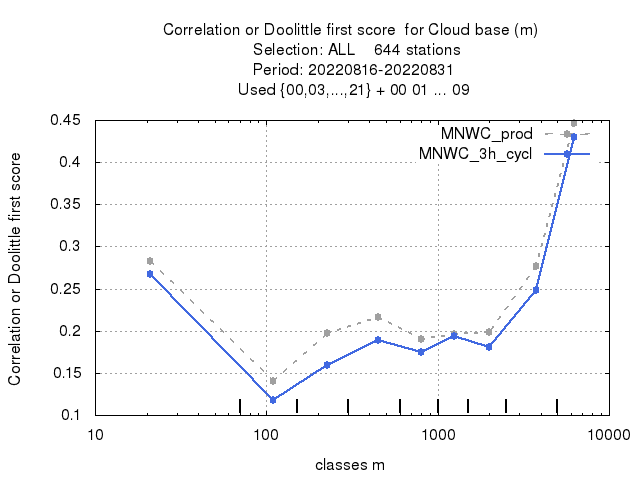 Correlation or Doolittle first score  for Cloud base (m)
Selection: ALL    644 stations
Period: 20220816-20220831
Used {00,03,...,21} + 00 01 ... 09
MNWC_prod
MNWC_3h_cycl
Correlation or Doolittle first score
0.45
0.4
0.35
0.3
0.25
0.2
0.15
0.1
10 100 1000 10000
classes m